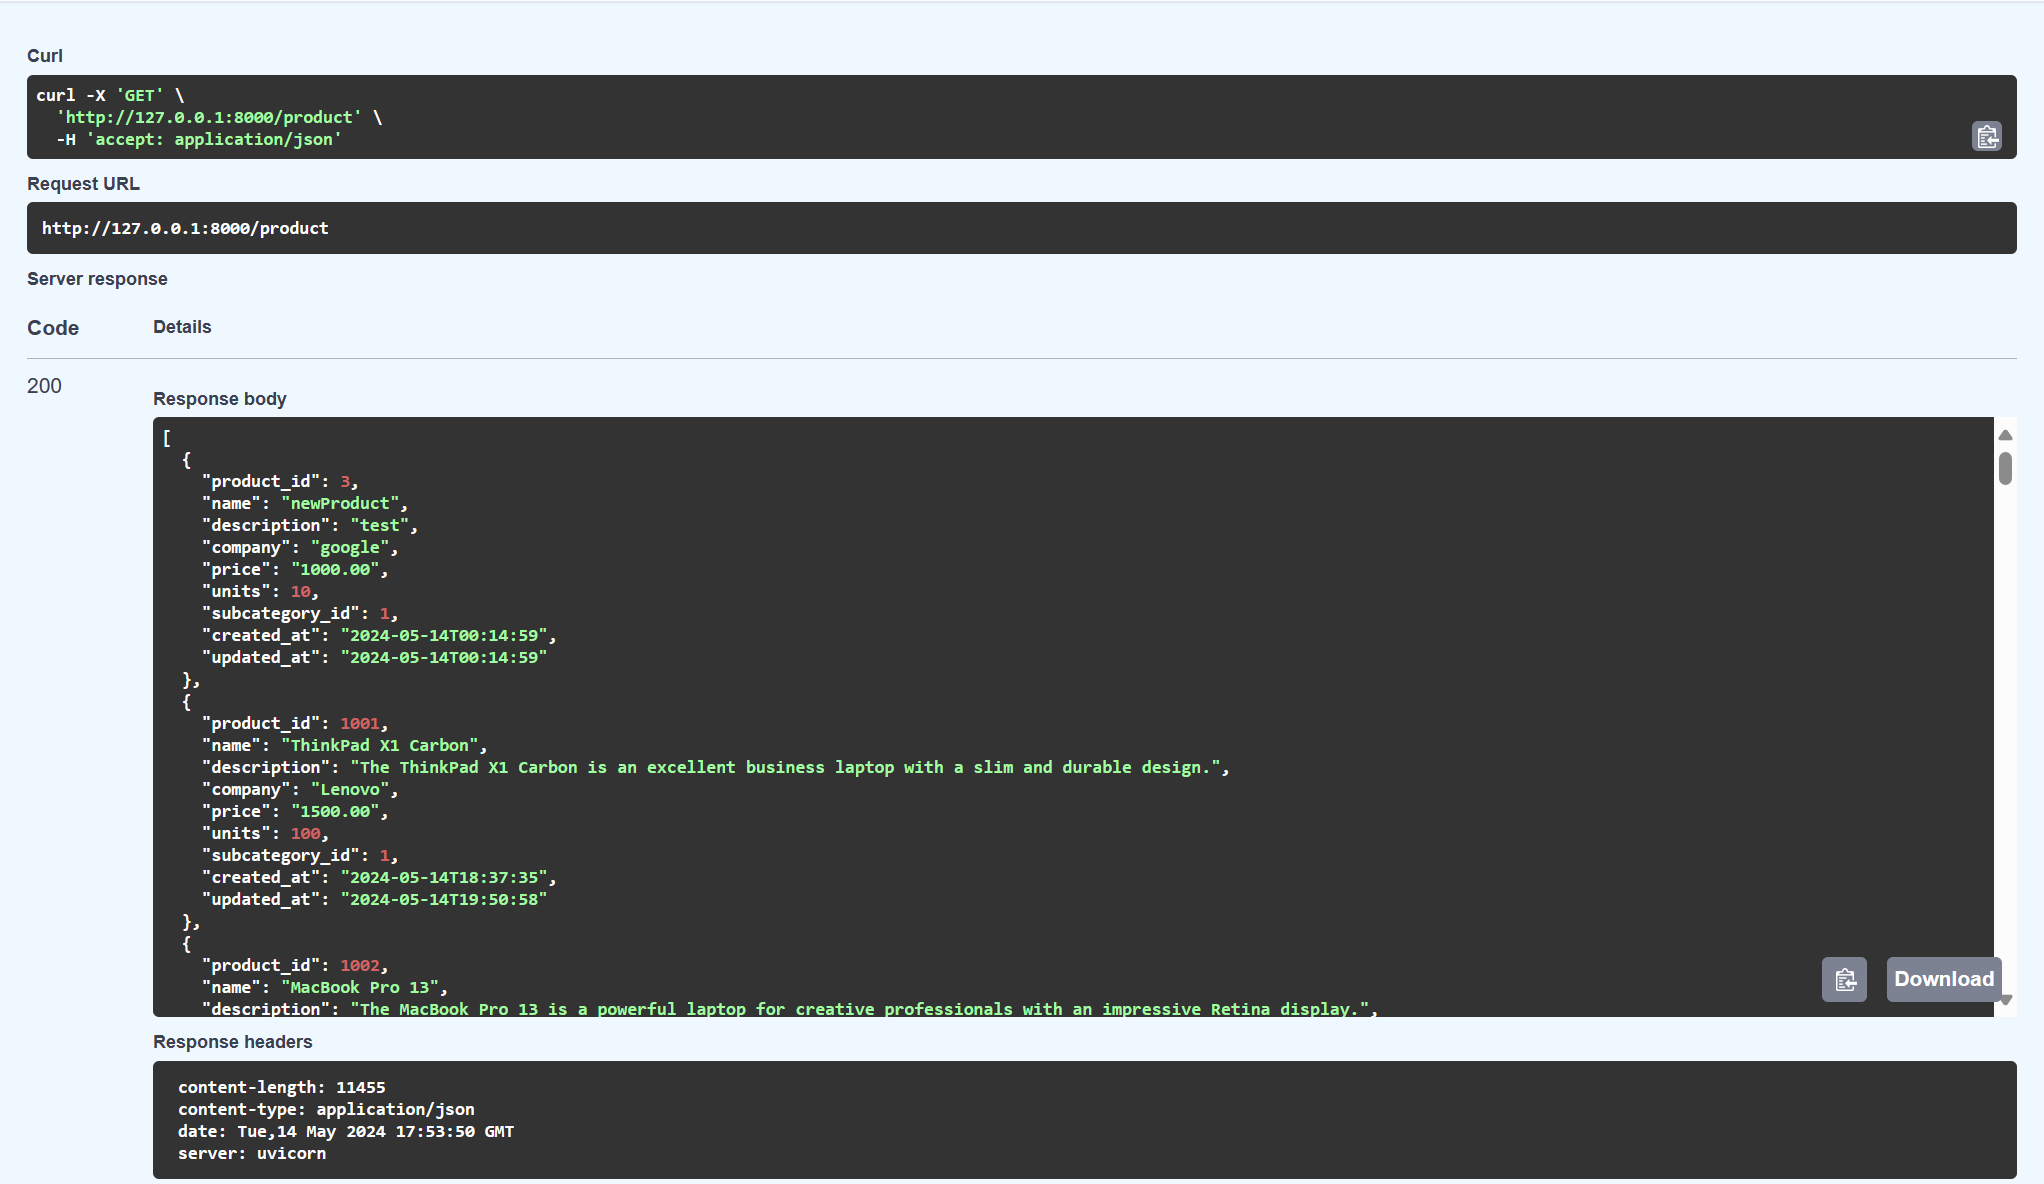 Curl
curl -X 'GET' \
  'http://127.0.0.1:8000/product' \
  -H 'accept: application/json'
Request URL
http://127.0.0.1:8000/product
Server response
Code Details
200
Response body
[
  {
    "product_id": 3,
    "name": "newProduct",
    "description": "test",
    "company": "google",
    "price": "1000.00",
    "units": 10,
    "subcategory_id": 1,
    "created_at": "2024-05-14T00:14:59",
    "updated_at": "2024-05-14T00:14:59"
  },
  {
    "product_id": 1001,
    "name": "ThinkPad X1 Carbon",
    "description": "The ThinkPad X1 Carbon is an excellent business laptop with a slim and durable design.",
    "company": "Lenovo",
    "price": "1500.00",
    "units": 100,
    "subcategory_id": 1,
    "created_at": "2024-05-14T18:37:35",
    "updated_at": "2024-05-14T19:50:58"
  },
  {
    "product_id": 1002,
    "name": "MacBook Pro 13",
    "description": "The MacBook Pro 13 is a powerful laptop for creative professionals with an impressive Retina display.",
Download
Response headers
content-length: 11455
content-type: application/json
date: Tue,14 May 2024 17:53:50 GMT
server: uvicorn